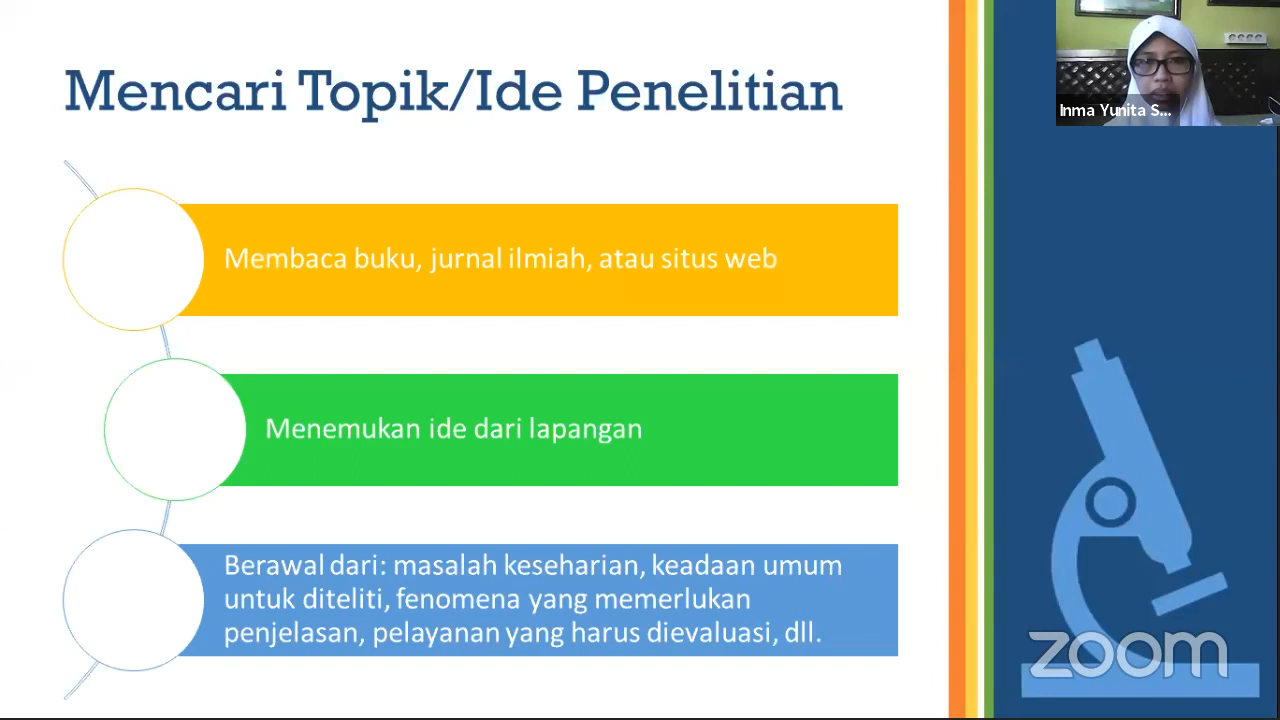 Mencari Topik/Ide Penelitian
Inma Yunita S...
Membaca buku, jurnal ilmiah, atau situs web
Menemukan ide dari lapangan
Berawal dari: masalah keseharian, keadaan umum
untuk diteliti, fenomena yang memerlukan
penjelasan, pelayanan yang harus dievaluasi, dll.
zoom